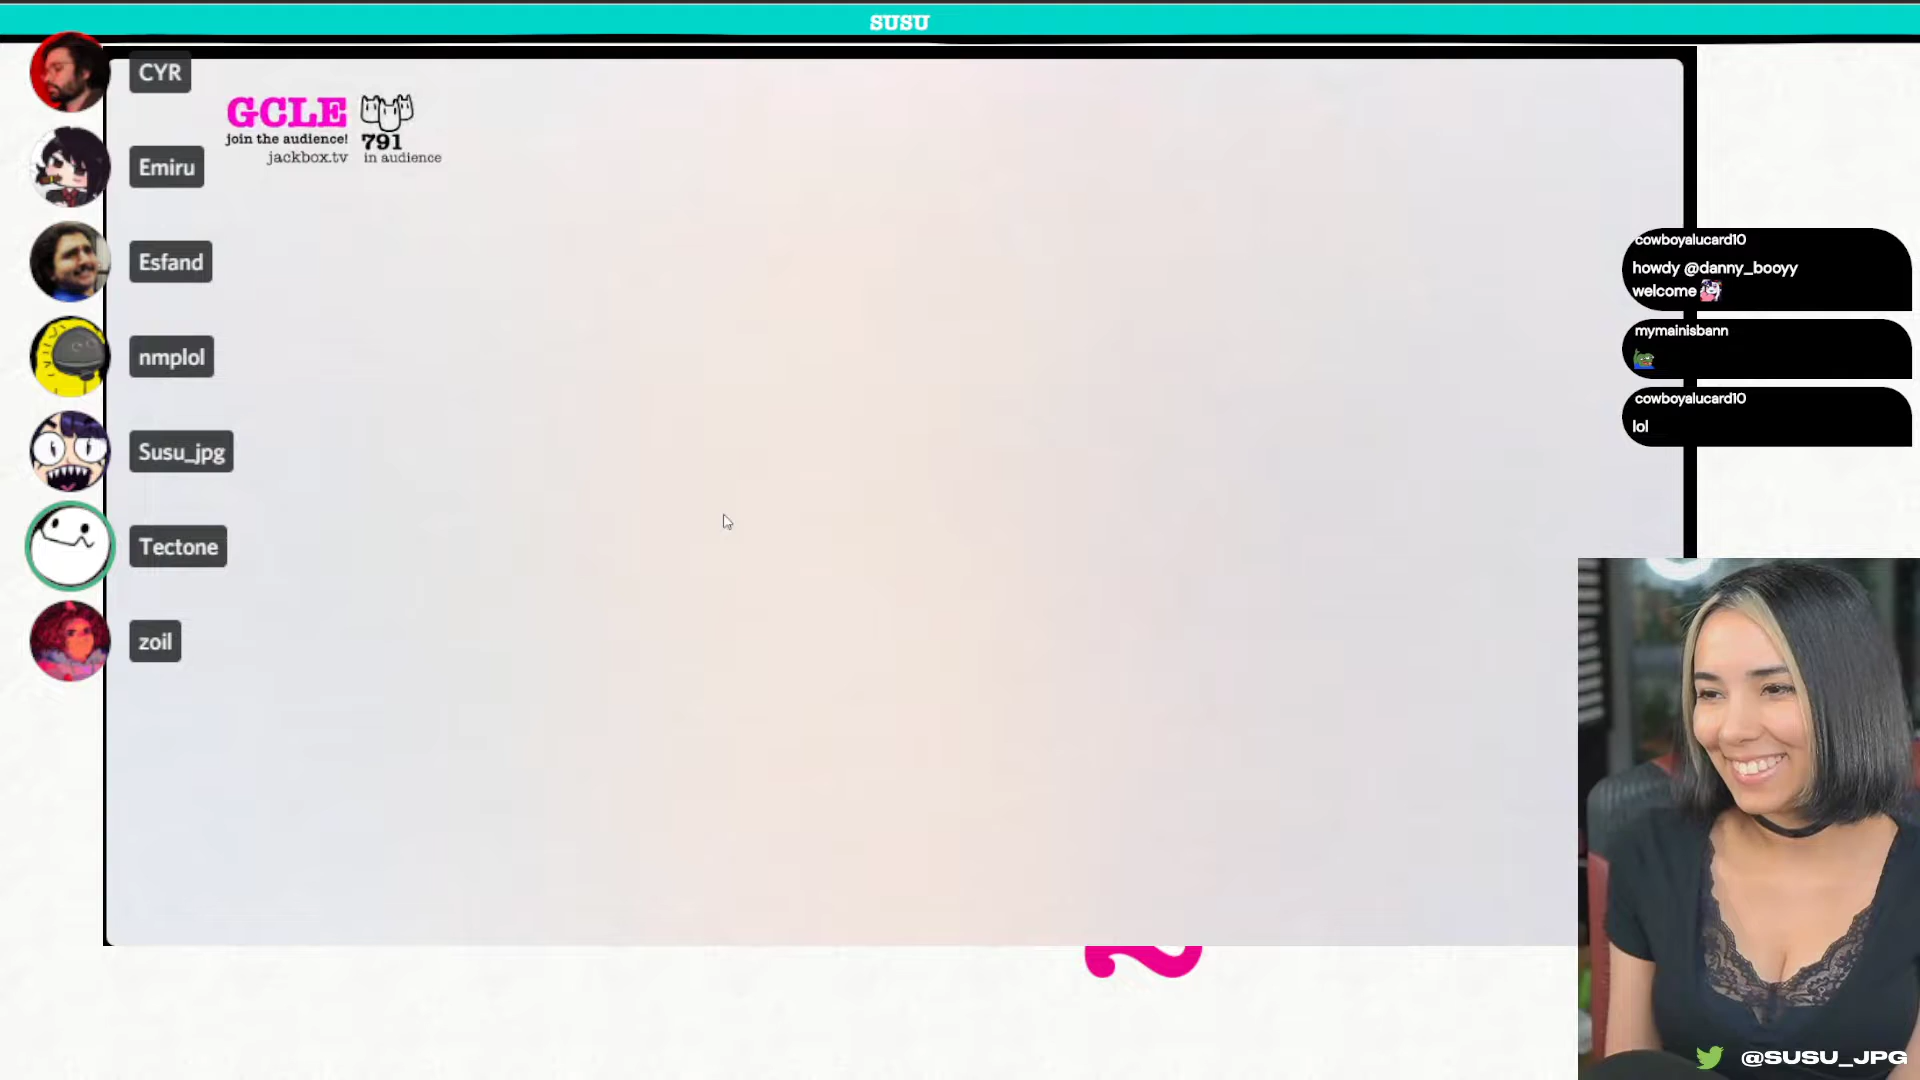 SUSU
CYR
GCLE
join the audience!
jackbox.tv
791
in audience
Emiru
Esfand
nmplol
Susu_jpg
Tectone
zoil
cowboyalucard10
howdy @danny_booyy
welcome
mymainisbann
cowboyalucard10
lol
@SUSU_JPG